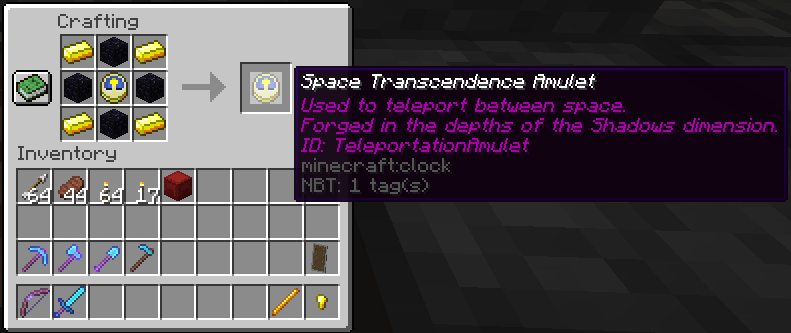 Crafting
Space Transcendence Amulet
Used to teleport between space.
Forged in the depths of the Shadows dimension.
ID: TeleportationAmulet
minecraft:clock
NBT: 1 tag(s)
Inventory
64 44 64 17